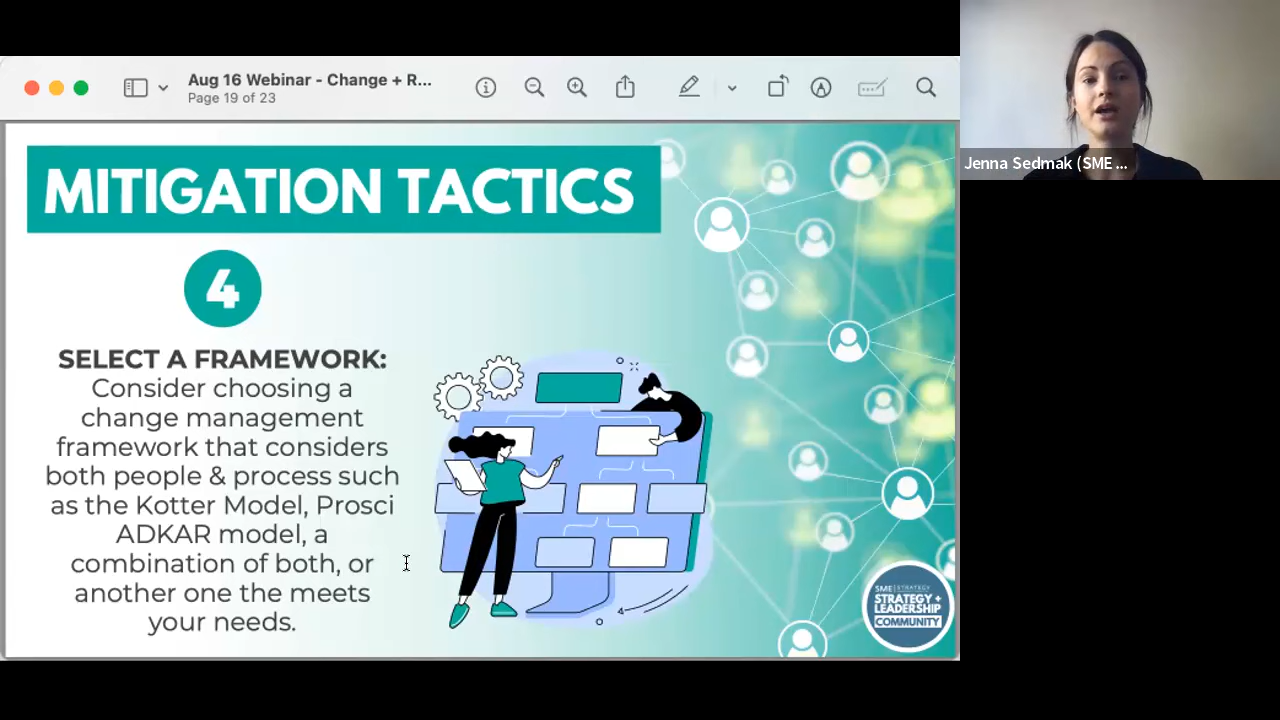 Aug 16 Webinar - Change + R...
Page 19 of 23
Jenna Sedmak (SME ...
MITIGATION TACTICS
4
SELECT A FRAMEWORK:
Consider choosing a
change management
framework that considers
both people & process such
as the Kotter Model, Prosci
ADKAR model, a
combination of both, or
another one the meets
your needs.
SME STRATEGY
STRATEGY +
LEADERSHIP
COMMUNITY